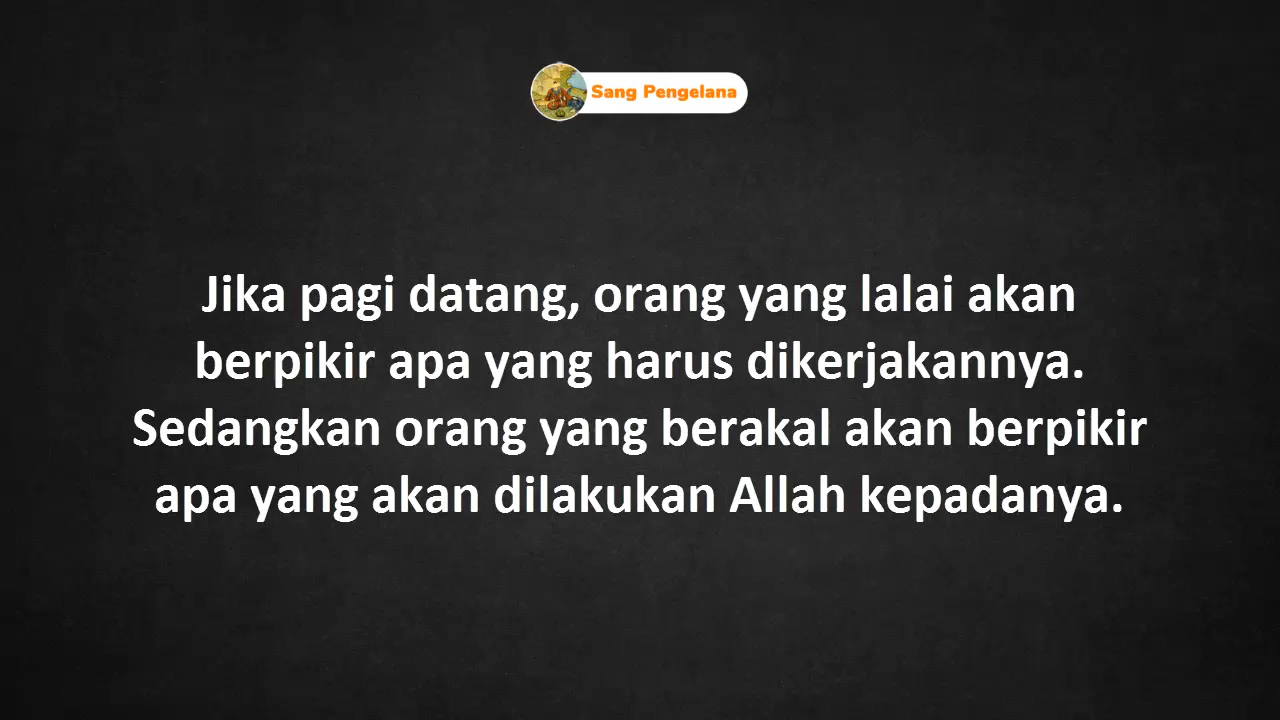 Sang Pengelana
Jika pagi datang, orang yang lalai akan
berpikir apa yang harus dikerjakannya.
Sedangkan orang yang berakal akan berpikir
apa yang akan dilakukan Allah kepadanya.